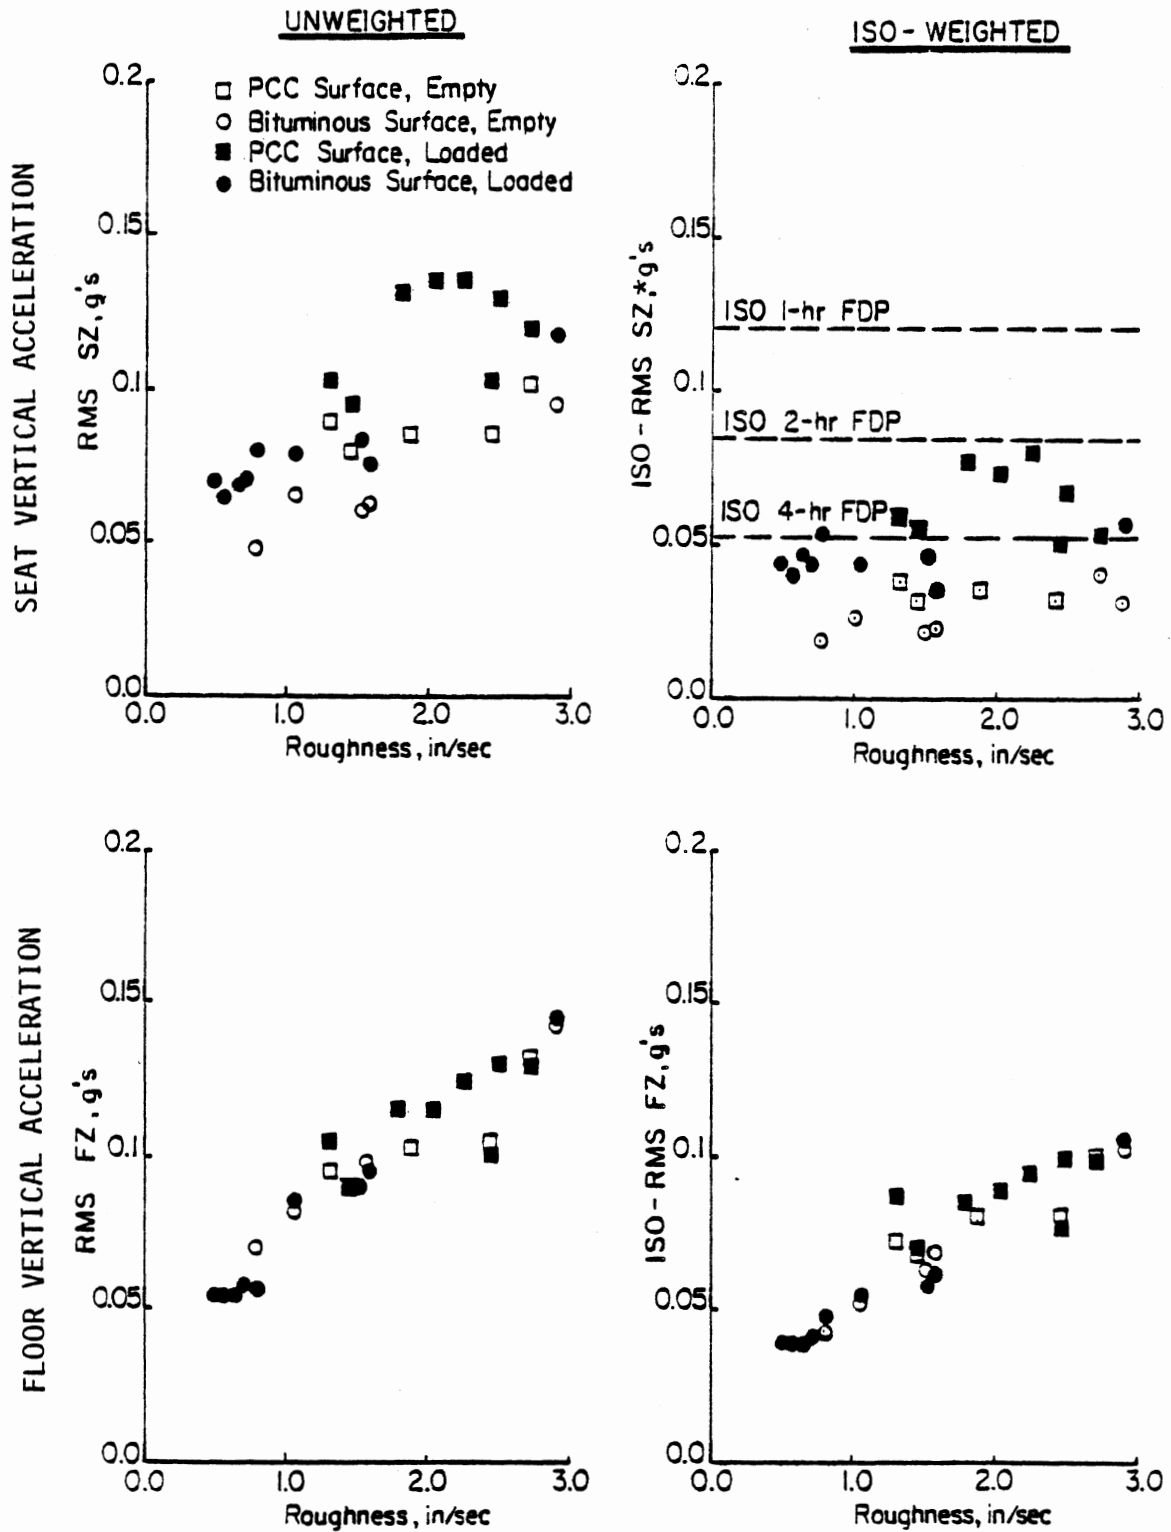 UNWEIGHTED
ISO - WEIGHTED
SEAT VERTICAL ACCELERATION
RMS SZ, g's
0.2
0.15
0.1
0.05
0.0
PCC Surface, Empty
Bituminous Surface, Empty
PCC Surface, Loaded
Bituminous Surface, Loaded
0.0 1.0 2.0 3.0
Roughness, in/sec
ISO - RMS SZ,*g's
0.2
0.15
0.1
0.05
0.0
ISO 1-hr FDP
ISO 2-hr FDP
ISO 4-hr FDP
0.0 1.0 2.0 3.0
Roughness, in/sec
FLOOR VERTICAL ACCELERATION
RMS FZ, g's
0.2
0.15
0.1
0.05
0.0
0.0 1.0 2.0 3.0
Roughness, in/sec
ISO - RMS FZ, g's
0.2
0.15
0.1
0.05
0.0
0.0 1.0 2.0 3.0
Roughness, in/sec